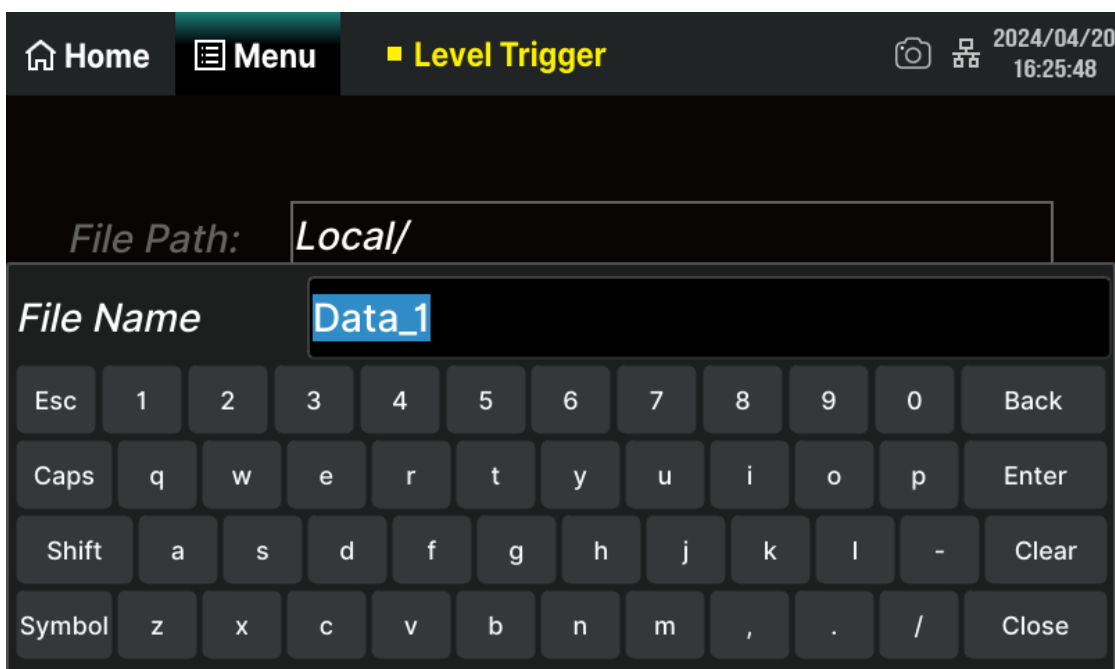 Home Menu Level Trigger 2024/04/20
16:25:48
File Path: Local/
File Name Data_1
Esc 1 2 3 4 5 6 7 8 9 0 Back
Caps q w e r t y u i o p Enter
Shift a s d f g h j k l - Clear
Symbol z x c v b n m , . / Close